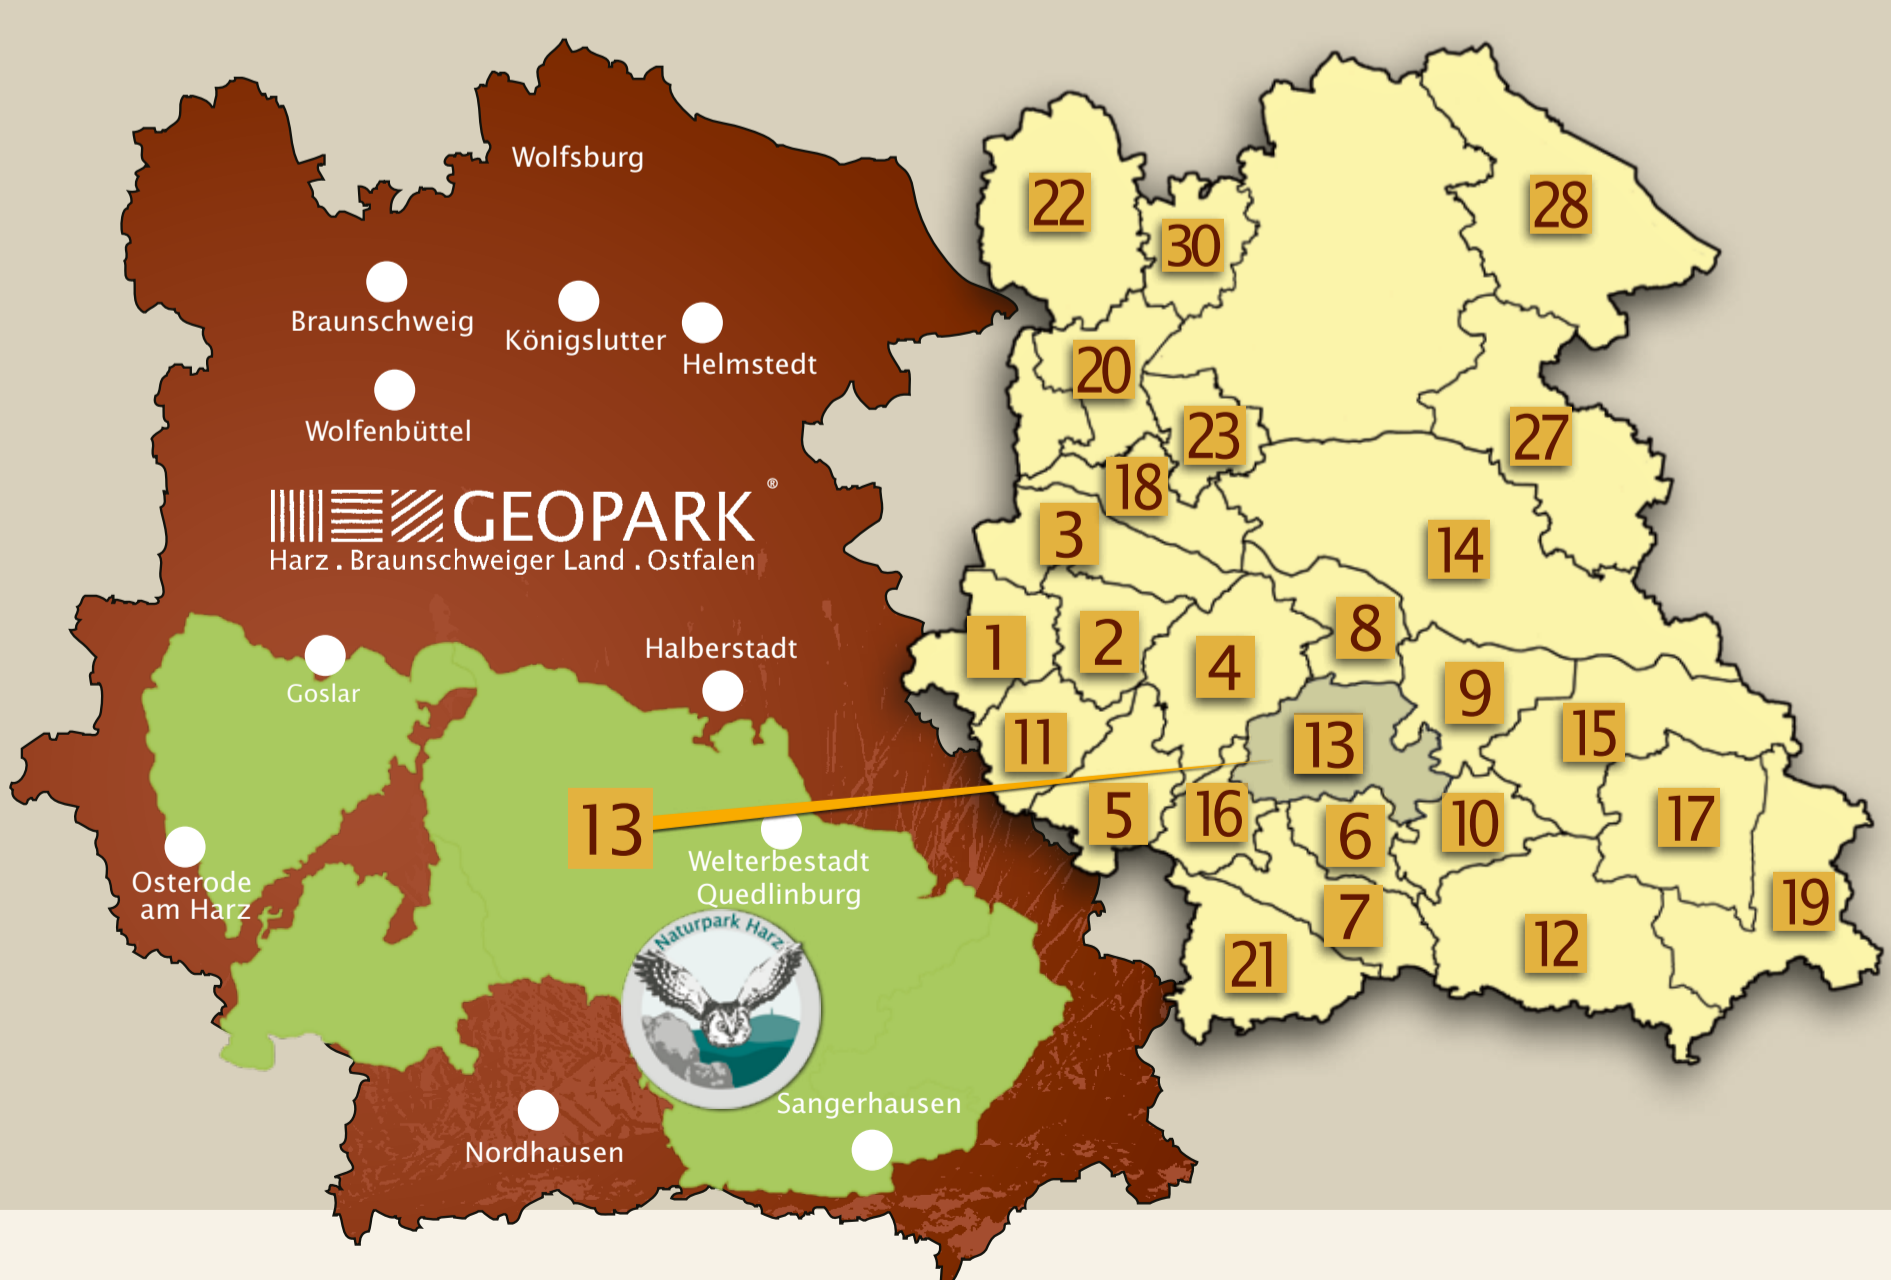 Wolfsburg
Braunschweig
Königslutter
Helmstedt
Wolfenbüttel
GEOPARK ®
Harz . Braunschweiger Land . Ostfalen
Halberstadt
Goslar
13
Welterbestadt
Quedlinburg
Osterode
am Harz
Naturpark Harz
Sangerhausen
Nordhausen
22
28
30
20
23
27
18
3
14
1
2
8
4
9
11
13
15
5
16
6
10
17
7
19
12
21